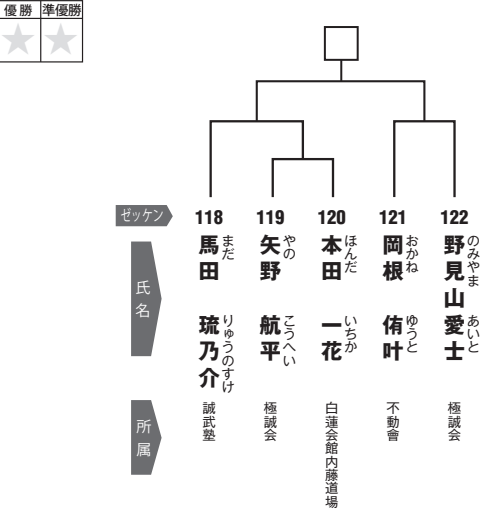 優勝 準優勝
ゼッケン
118 119 120 121 122
氏名
馬田 琉乃介
まだ りゅうのすけ
矢野 航平
やの こうへい
本田 一花
ほんだ いちか
岡根 侑叶
おかね ゆうと
野見山 愛士
のみやま あいと
所属
誠武塾
極誠会
白蓮会館内藤道場
不動會
極誠会